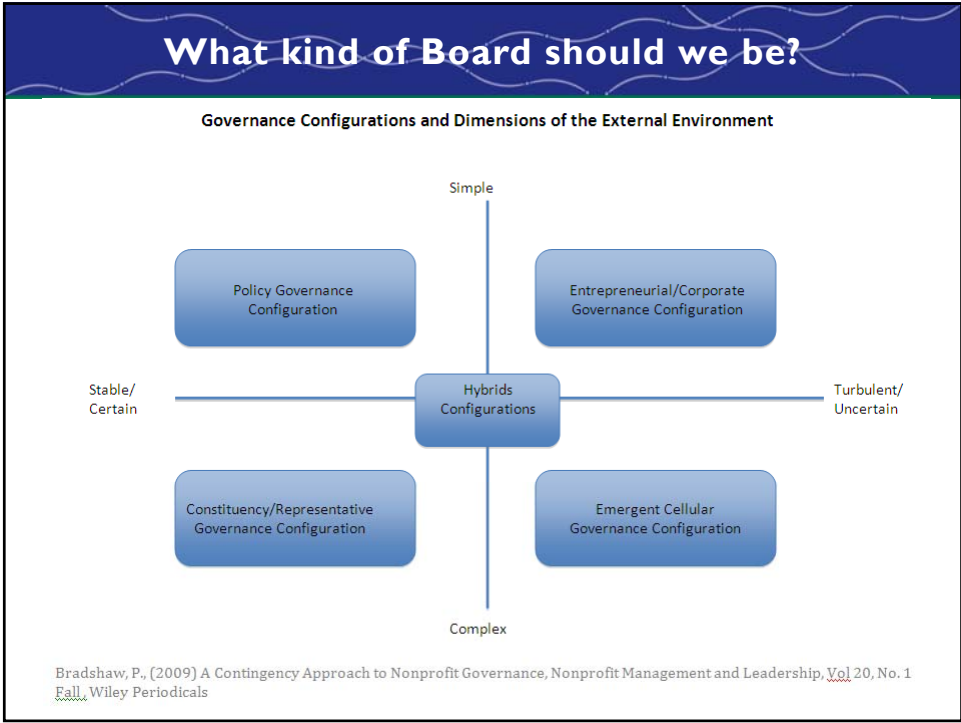 What kind of Board should we be?
Governance Configurations and Dimensions of the External Environment
Simple
Policy Governance
Configuration
Entrepreneurial/Corporate
Governance Configuration
Stable/
Certain
Hybrids
Configurations
Turbulent/
Uncertain
Constituency/Representative
Governance Configuration
Emergent Cellular
Governance Configuration
Complex
Bradshaw, P., (2009) A Contingency Approach to Nonprofit Governance, Nonprofit Management and Leadership, Vol 20, No. 1
Fall , Wiley Periodicals